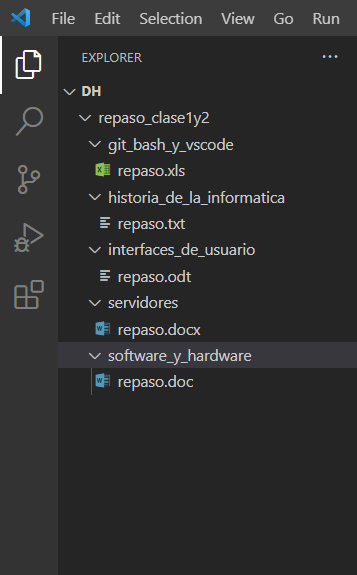 File Edit Selection View Go Run
EXPLORER
DH
repaso_clase1y2
git_bash_y_vscode
repaso.xls
historia_de_la_informatica
repaso.txt
interfaces_de_usuario
repaso.odt
servidores
repaso.docx
software_y_hardware
repaso.doc